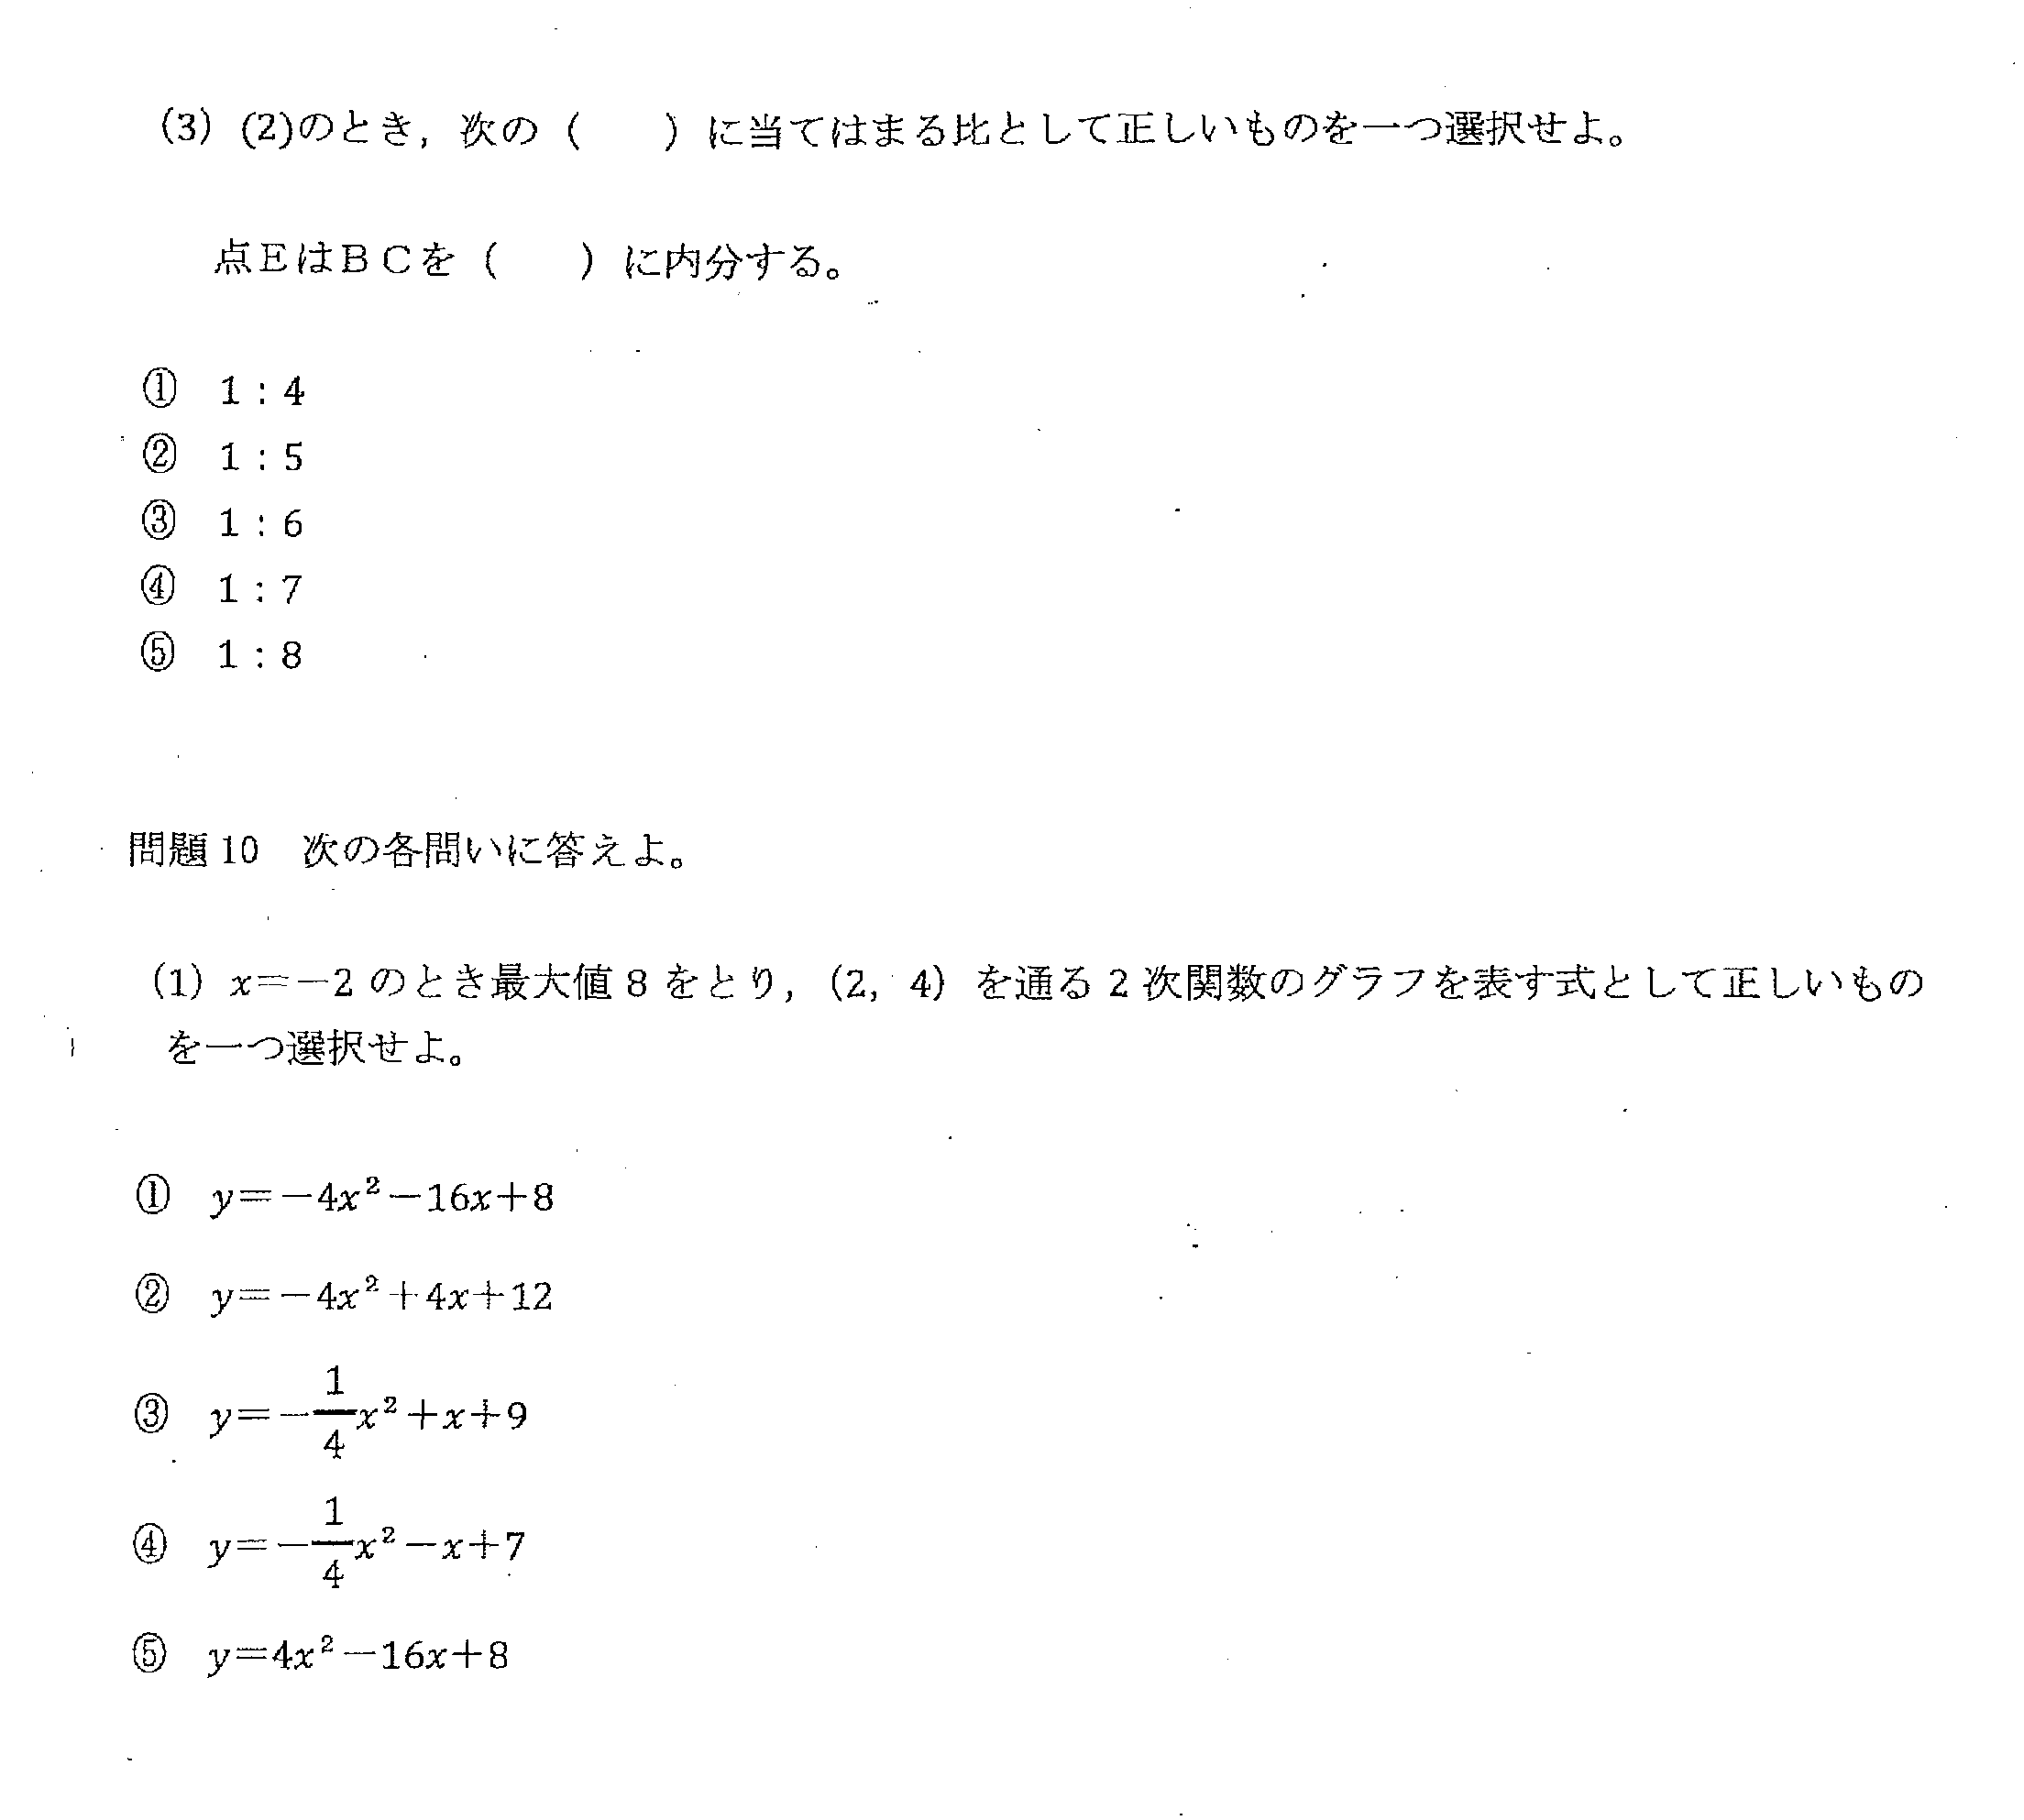 (3) (2)のとき，次の（　　）に当てはまる比として正しいものを一つ選択せよ。
点EはBCを（　　）に内分する。
① 1：4
② 1：5
③ 1：6
④ 1：7
⑤ 1：8
問題10　次の各問いに答えよ。
(1) x=－2のとき最大値8をとり，(2, 4) を通る2次関数のグラフを表す式として正しいもの
を一つ選択せよ。
① y=－4x²－16x+8
② y=－4x²+4x+12
③ y=－1/4x²+x+9
④ y=－1/4x²－x+7
⑤ y=4x²－16x+8